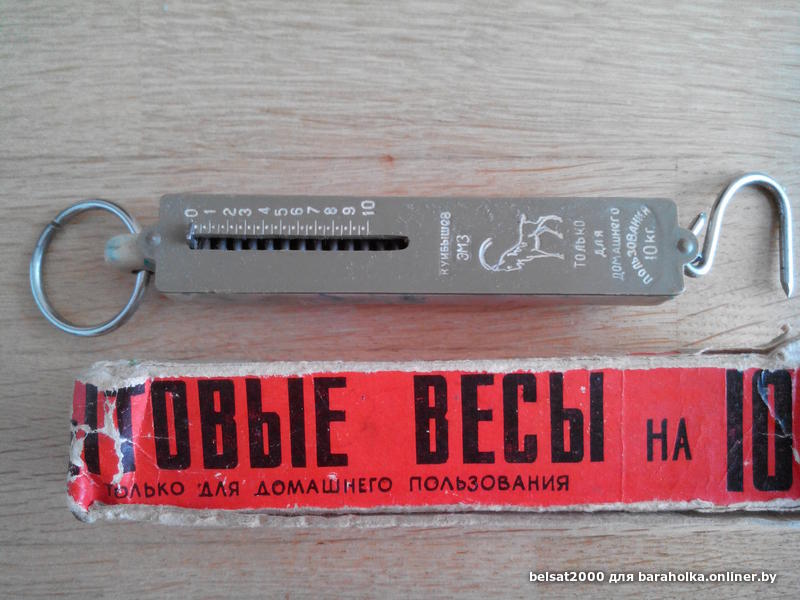 0 1 2 3 4 5 6 7 8 9 10
КУЙБЫШЕВ
ЭМЗ
ТОЛЬКО
ДЛЯ
ДОМАШНЕГО
ПОЛЬЗОВАНИЯ
10 КГ.
ВЕСЫ НА 10
ТОЛЬКО ДЛЯ ДОМАШНЕГО ПОЛЬЗОВАНИЯ
belsat2000 для baraholka.onliner.by